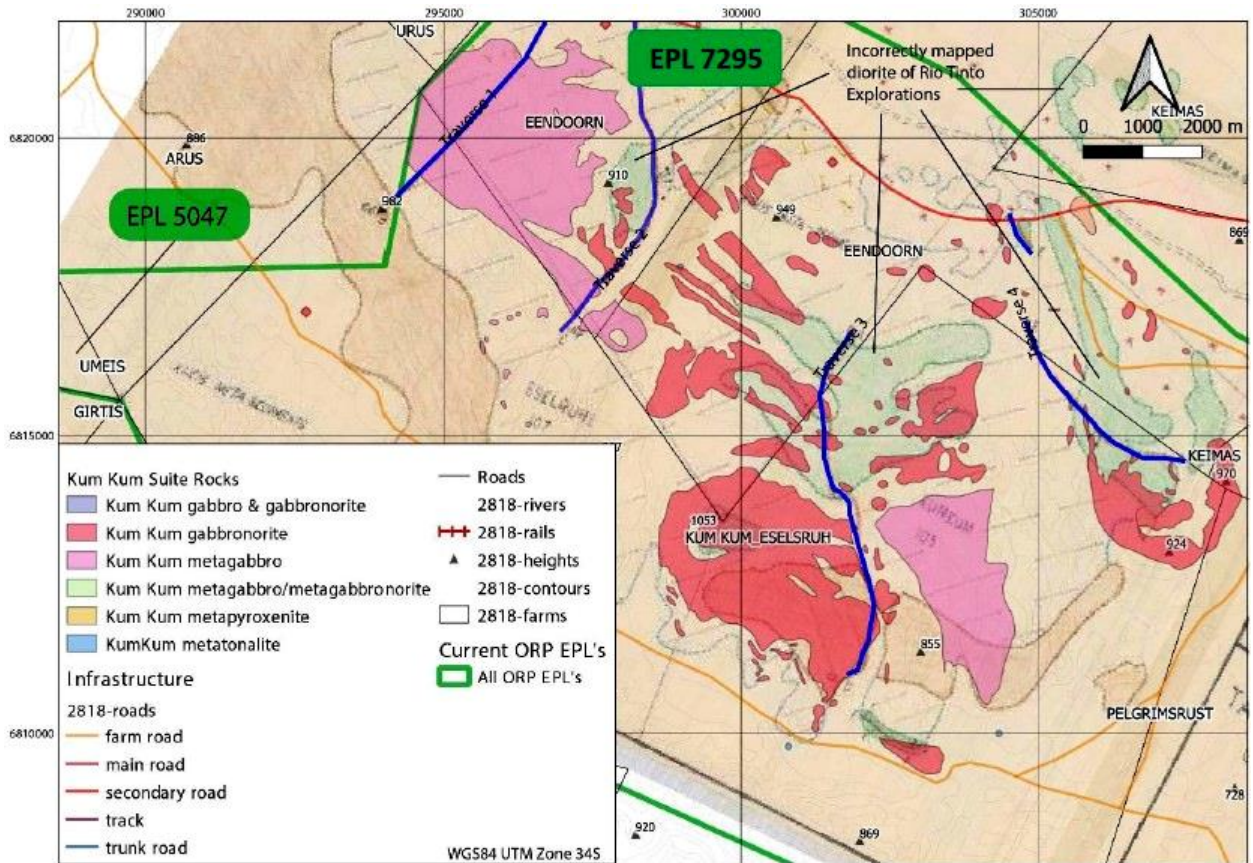 290000
295000
300000
305000
URUS
EPL 7295
Incorrectly mapped
diorite of Rio Tinto
Explorations
KEIMAS
0 1000 2000 m
6820000
Traverse 1
EENDOORN
886
ARUS
910
982
EPL 5047
949
869
Traverse 2
EENDOORN
Traverse 4
Traverse 3
UMEIS
GIRTIS
ESELRUHE
607
6815000
KEIMAS
970
1053
KUM KUM_ESELSRUH
KUMKUM
924
855
PELGRIMSRUST
6810000
728
920
869
Kum Kum Suite Rocks
Kum Kum gabbro & gabbronorite
Kum Kum gabbronorite
Kum Kum metagabbro
Kum Kum metagabbro/metagabbronorite
Kum Kum metapyroxenite
KumKum metatonalite
Infrastructure
2818-roads
farm road
main road
secondary road
track
trunk road
Roads
2818-rivers
2818-rails
2818-heights
2818-contours
2818-farms
Current ORP EPL's
All ORP EPL's
WGS84 UTM Zone 34S